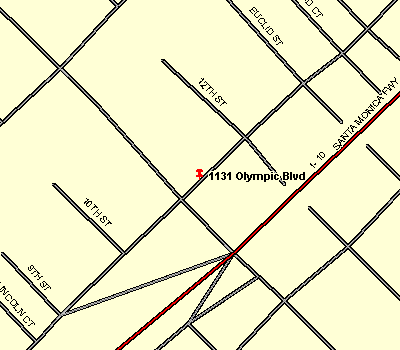 EUCLID ST
D CT
12TH ST
SANTA MONICA FWY
I- 10
1131 Olympic Blvd
10TH ST
9TH ST
LINCOLN CT